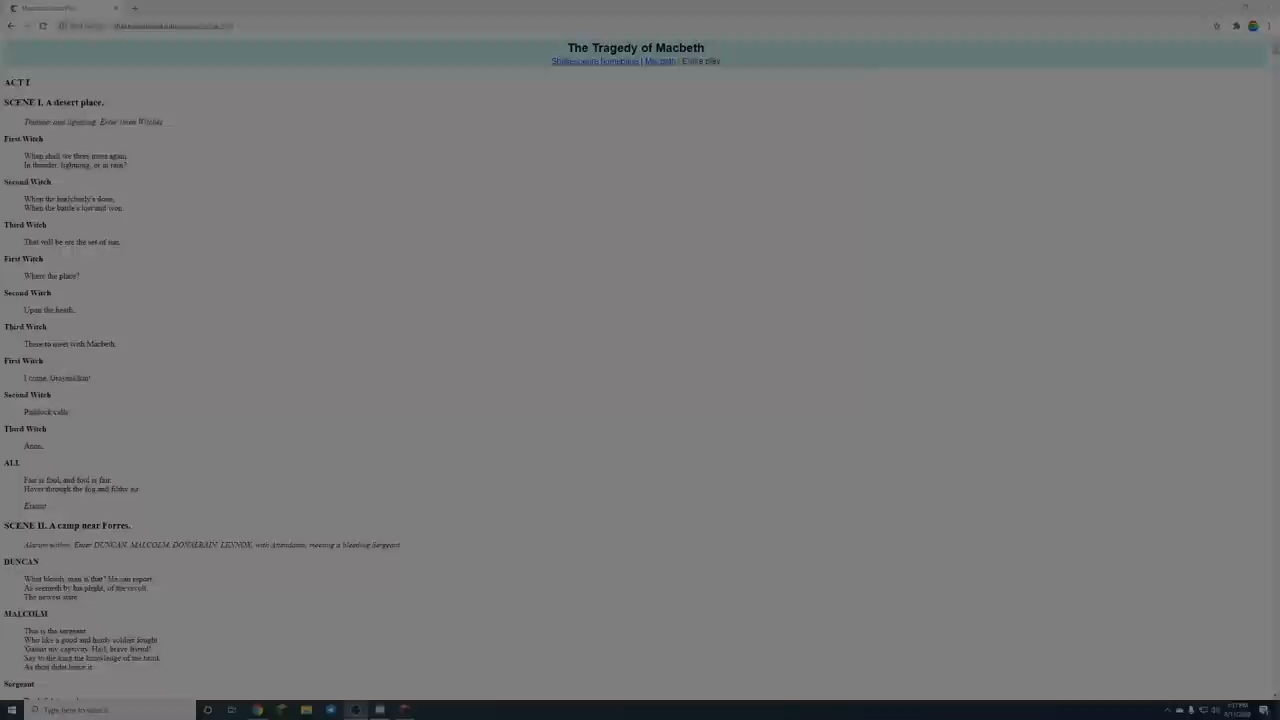 The Tragedy of Macbeth
Shakespeare homepage | Macbeth | Entire play
ACT I
SCENE I. A desert place.
Thunder and lightning. Enter three Witches
First Witch
When shall we three meet again
In thunder, lightning, or in rain?
Second Witch
When the hurlyburly's done,
When the battle's lost and won.
Third Witch
That will be ere the set of sun.
First Witch
Where the place?
Second Witch
Upon the heath.
Third Witch
There to meet with Macbeth.
First Witch
I come, Graymalkin!
Second Witch
Paddock calls.
Third Witch
Anon.
ALL
Fair is foul, and foul is fair:
Hover through the fog and filthy air.
Exeunt
SCENE II. A camp near Forres.
Alarum within. Enter DUNCAN, MALCOLM, DONALBAIN, LENNOX, with Attendants, meeting a bleeding Sergeant
DUNCAN
What bloody man is that? He can report,
As seemeth by his plight, of the revolt
The newest state.
MALCOLM
This is the sergeant
Who like a good and hardy soldier fought
'Gainst my captivity. Hail, brave friend!
Say to the king the knowledge of the broil
As thou didst leave it.
Sergeant
Type here to search